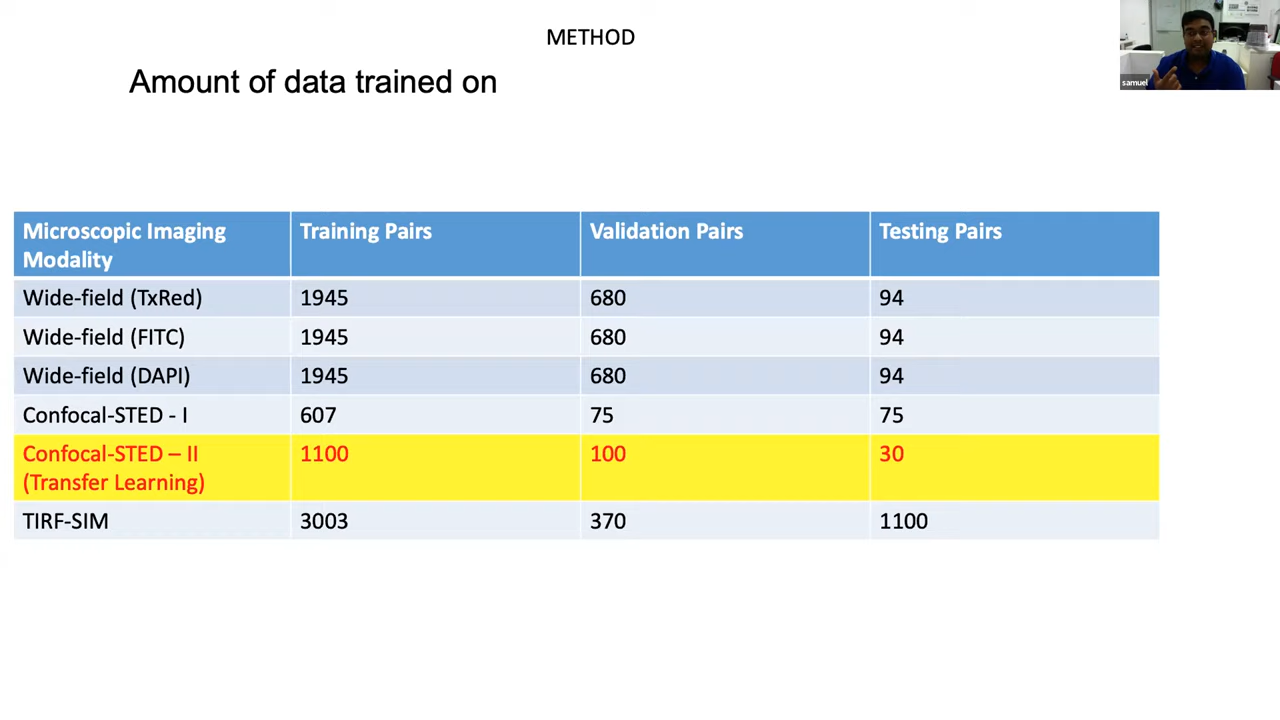 METHOD
Amount of data trained on
samuel
Microscopic Imaging Modality Training Pairs Validation Pairs Testing Pairs
Wide-field (TxRed) 1945 680 94
Wide-field (FITC) 1945 680 94
Wide-field (DAPI) 1945 680 94
Confocal-STED - I 607 75 75
Confocal-STED – II (Transfer Learning) 1100 100 30
TIRF-SIM 3003 370 1100